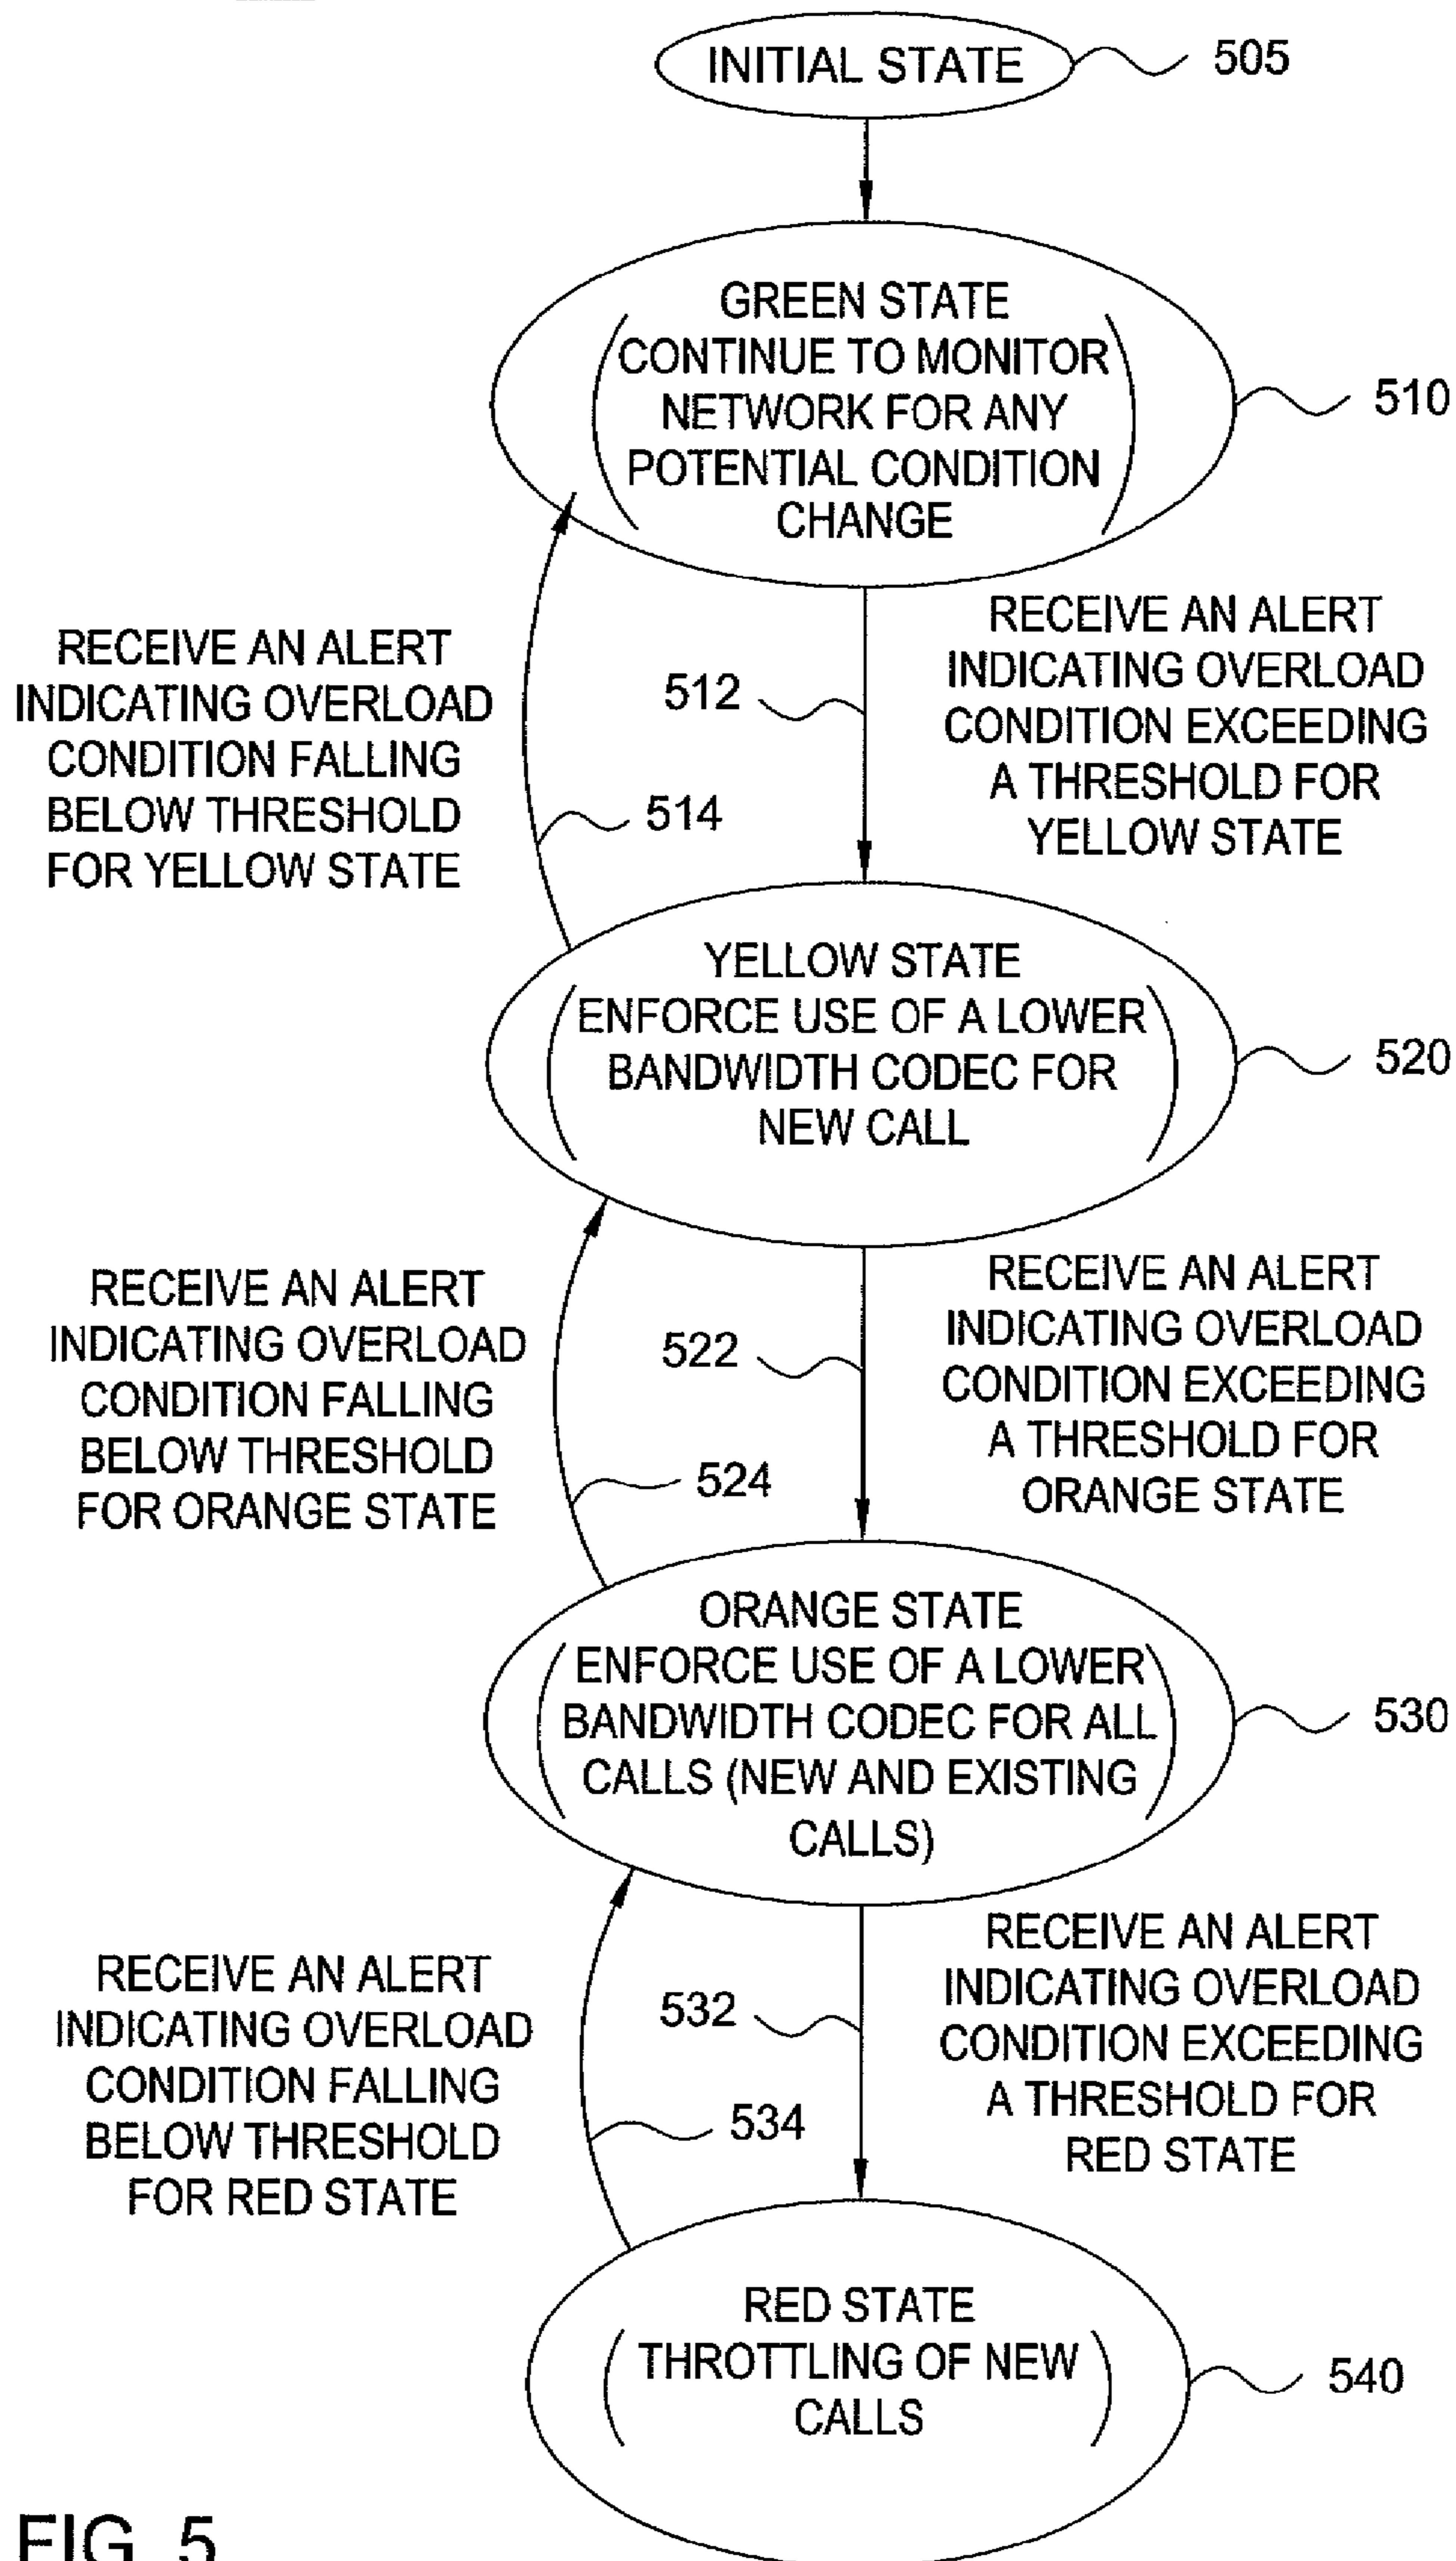 INITIAL STATE
505
GREEN STATE
(CONTINUE TO MONITOR
NETWORK FOR ANY
POTENTIAL CONDITION
CHANGE)
510
RECEIVE AN ALERT
INDICATING OVERLOAD
CONDITION FALLING
BELOW THRESHOLD
FOR YELLOW STATE
514
512
RECEIVE AN ALERT
INDICATING OVERLOAD
CONDITION EXCEEDING
A THRESHOLD FOR
YELLOW STATE
YELLOW STATE
(ENFORCE USE OF A LOWER
BANDWIDTH CODEC FOR
NEW CALL)
520
RECEIVE AN ALERT
INDICATING OVERLOAD
CONDITION FALLING
BELOW THRESHOLD
FOR ORANGE STATE
524
522
RECEIVE AN ALERT
INDICATING OVERLOAD
CONDITION EXCEEDING
A THRESHOLD FOR
ORANGE STATE
ORANGE STATE
(ENFORCE USE OF A LOWER
BANDWIDTH CODEC FOR ALL
CALLS (NEW AND EXISTING
CALLS))
530
RECEIVE AN ALERT
INDICATING OVERLOAD
CONDITION FALLING
BELOW THRESHOLD
FOR RED STATE
534
532
RECEIVE AN ALERT
INDICATING OVERLOAD
CONDITION EXCEEDING
A THRESHOLD FOR
RED STATE
RED STATE
(THROTTLING OF NEW
CALLS)
540
FIG. 5